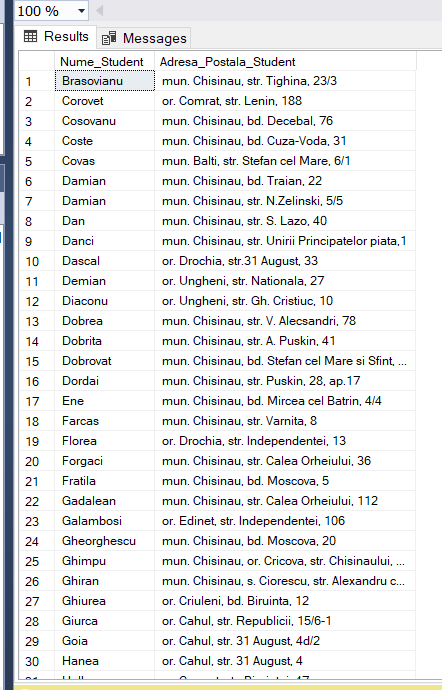 100 %
Results Messages
Nume_Student Adresa_Postala_Student
1 Brasovianu mun. Chisinau, str. Tighina, 23/3
2 Corovet or. Comrat, str. Lenin, 188
3 Cosovanu mun. Chisinau, bd. Decebal, 76
4 Coste mun. Chisinau, bd. Cuza-Voda, 31
5 Covas mun. Balti, str. Stefan cel Mare, 6/1
6 Damian mun. Chisinau, bd. Traian, 22
7 Damian mun. Chisinau, str. N.Zelinski, 5/5
8 Dan mun. Chisinau, str. S. Lazo, 40
9 Danci mun. Chisinau, str. Unirii Principatelor piata,1
10 Dascal or. Drochia, str.31 August, 33
11 Demian or. Ungheni, str. Nationala, 27
12 Diaconu or. Ungheni, str. Gh. Cristiuc, 10
13 Dobrea mun. Chisinau, str. V. Alecsandri, 78
14 Dobrita mun. Chisinau, str. A. Puskin, 41
15 Dobrovat mun. Chisinau, bd. Stefan cel Mare si Sfint, ...
16 Dordai mun. Chisinau, str. Puskin, 28, ap.17
17 Ene mun. Chisinau, bd. Mircea cel Batrin, 4/4
18 Farcas mun. Chisinau, str. Varnita, 8
19 Florea or. Drochia, str. Independentei, 13
20 Forgaci mun. Chisinau, str. Calea Orheiului, 36
21 Fratila mun. Chisinau, bd. Moscova, 5
22 Gadalean mun. Chisinau, str. Calea Orheiului, 112
23 Galambosi or. Edinet, str. Independentei, 106
24 Gheorghescu mun. Chisinau, bd. Moscova, 20
25 Ghimpu mun. Chisinau, or. Cricova, str. Chisinaului, ...
26 Ghiran mun. Chisinau, s. Ciorescu, str. Alexandru c...
27 Ghiurea or. Criuleni, bd. Biruinta, 12
28 Giurca or. Cahul, str. Republicii, 15/6-1
29 Goia or. Cahul, str. 31 August, 4d/2
30 Hanea or. Cahul, str. 31 August, 4